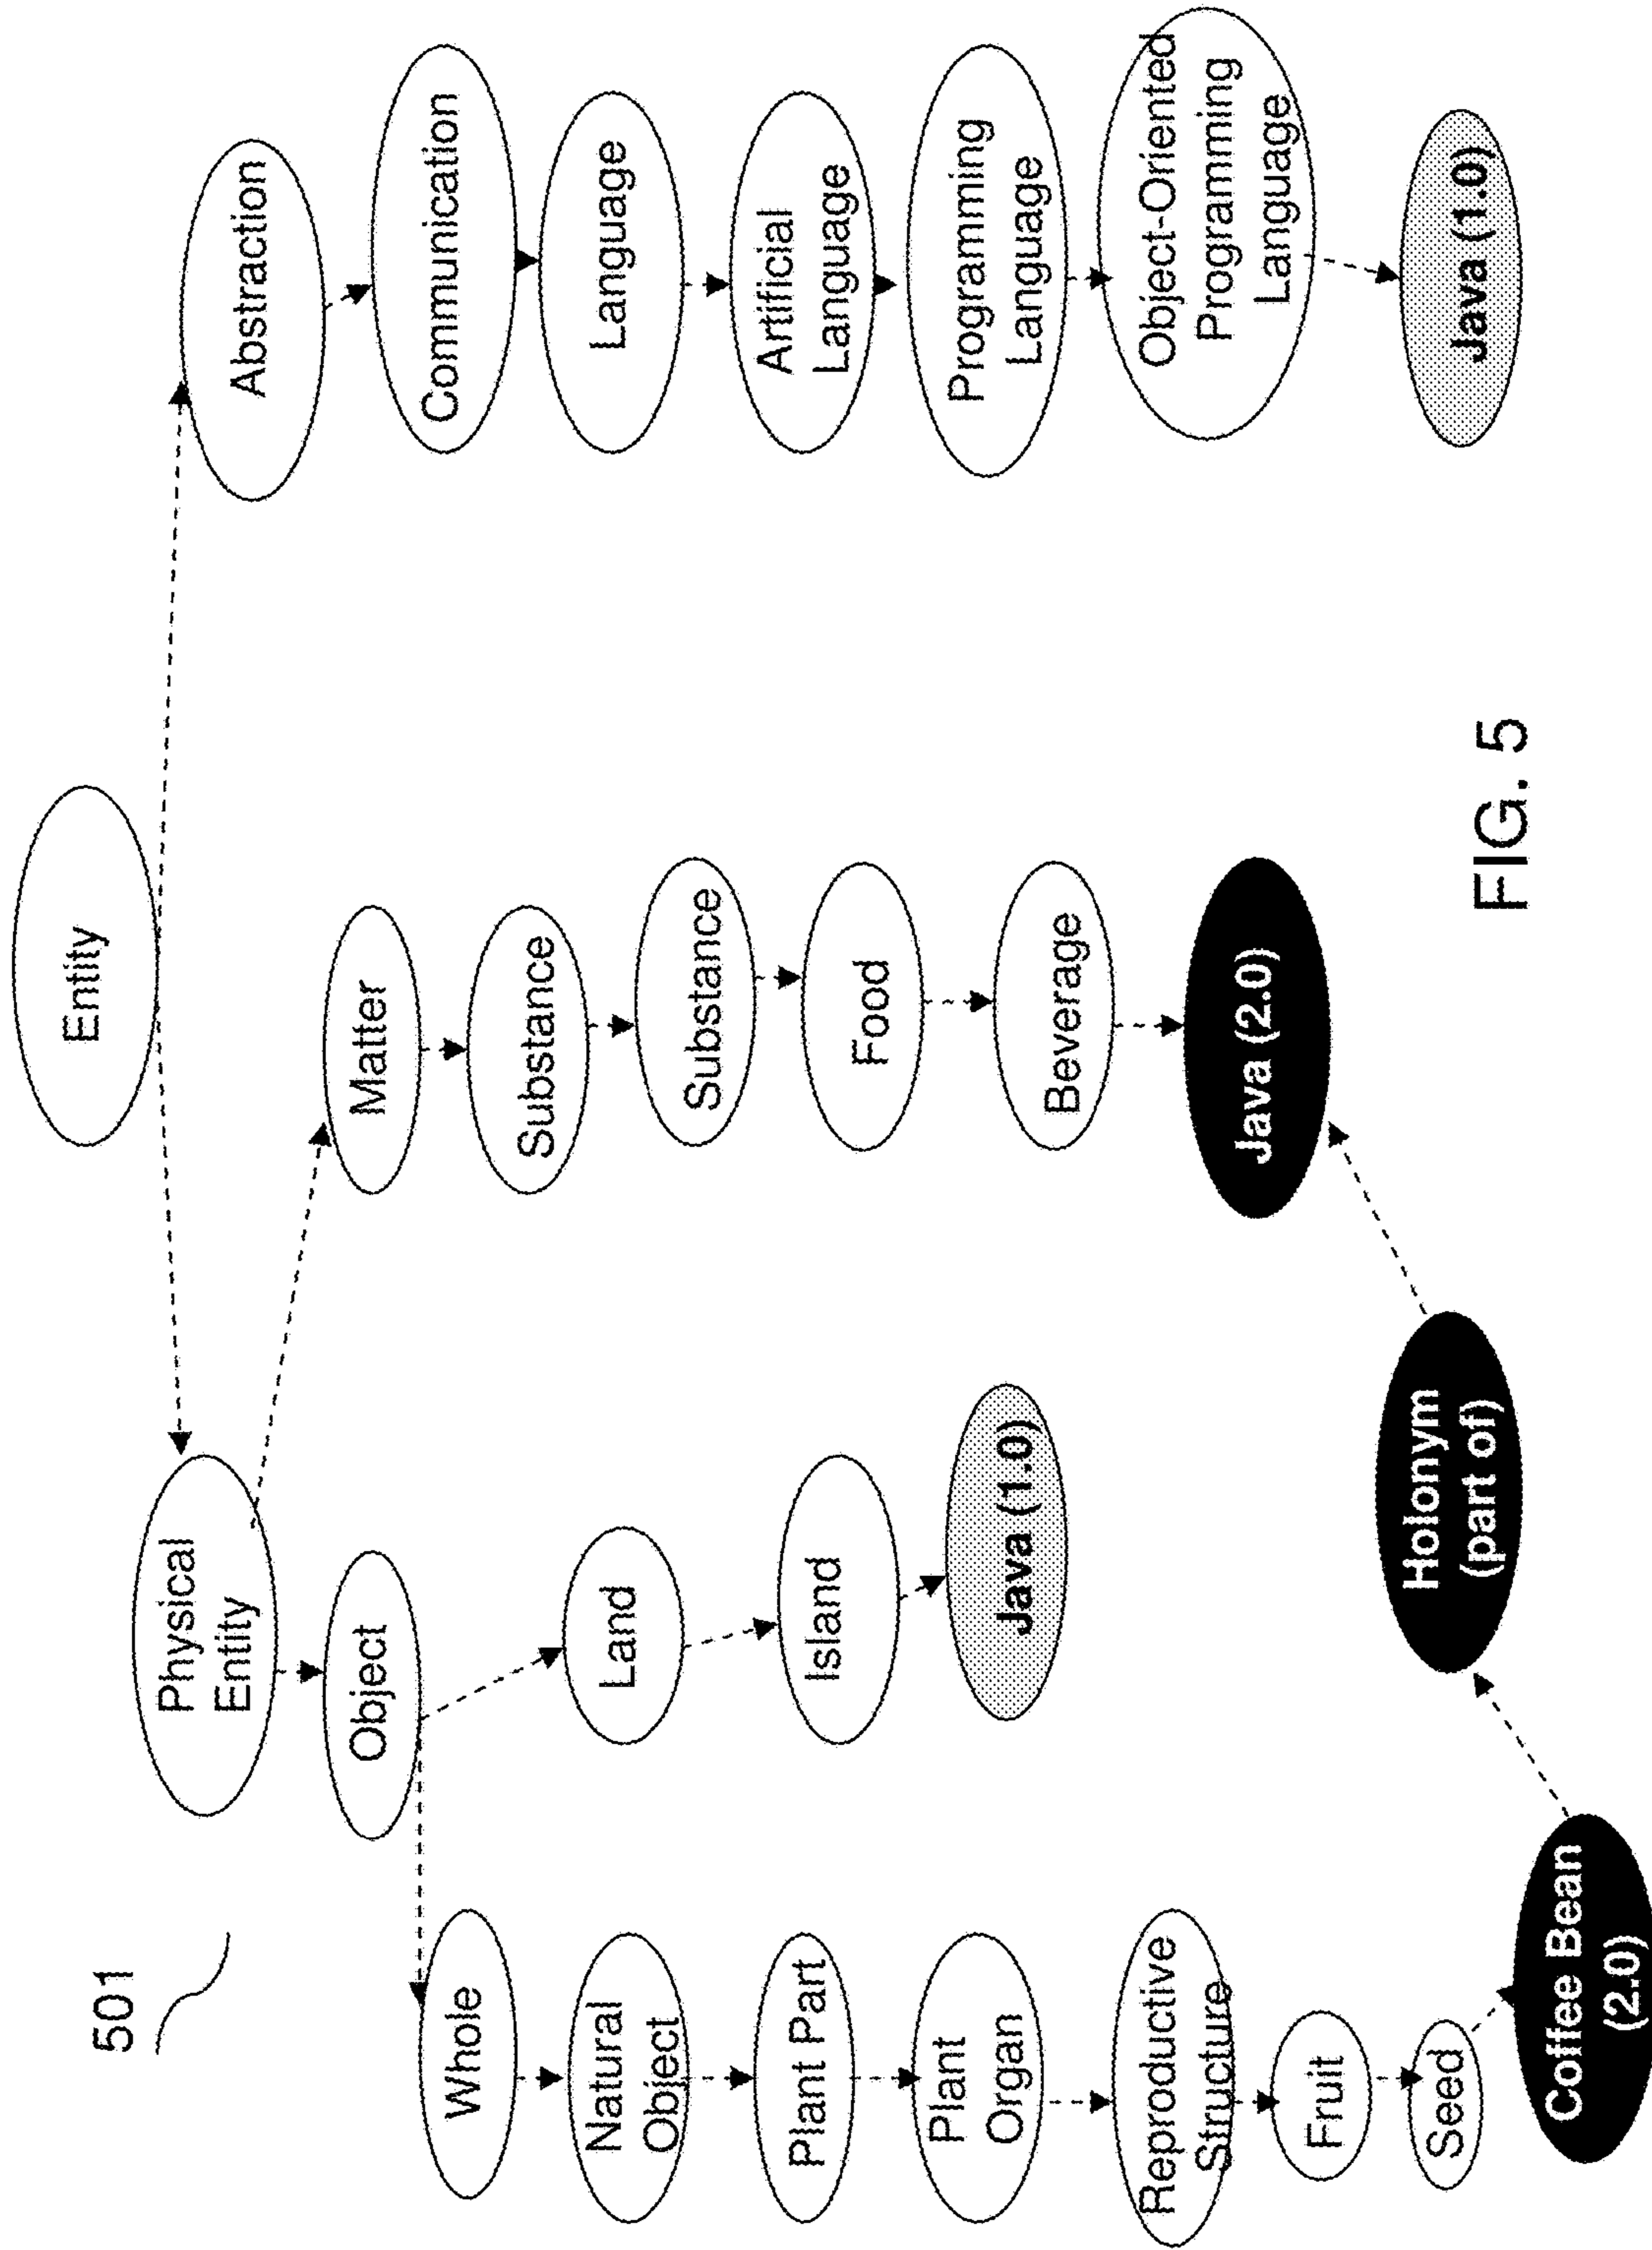 501
Entity
Physical
Entity
Abstraction
Object
Matter
Communication
Whole
Substance
Language
Natural
Object
Land
Substance
Artificial
Language
Plant Part
Island
Food
Programming
Language
Plant
Organ
Java (1.0)
Beverage
Object-Oriented
Programming
Language
Reproductive
Structure
Java (2.0)
Fruit
Seed
Holonym
(part of)
Java (1.0)
Coffee Bean
(2.0)
FIG. 5